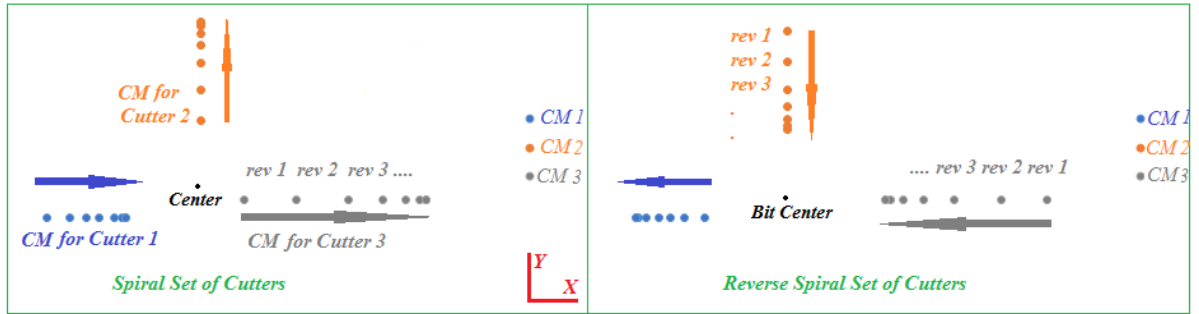 CM for
Cutter 2
CM 1
CM 2
CM 3
rev 1 rev 2 rev 3 ....
Center
CM for Cutter 1
CM for Cutter 3
Spiral Set of Cutters
Y
X
rev 1
rev 2
rev 3
.
.
CM 1
CM 2
CM 3
.... rev 3 rev 2 rev 1
Bit Center
Reverse Spiral Set of Cutters